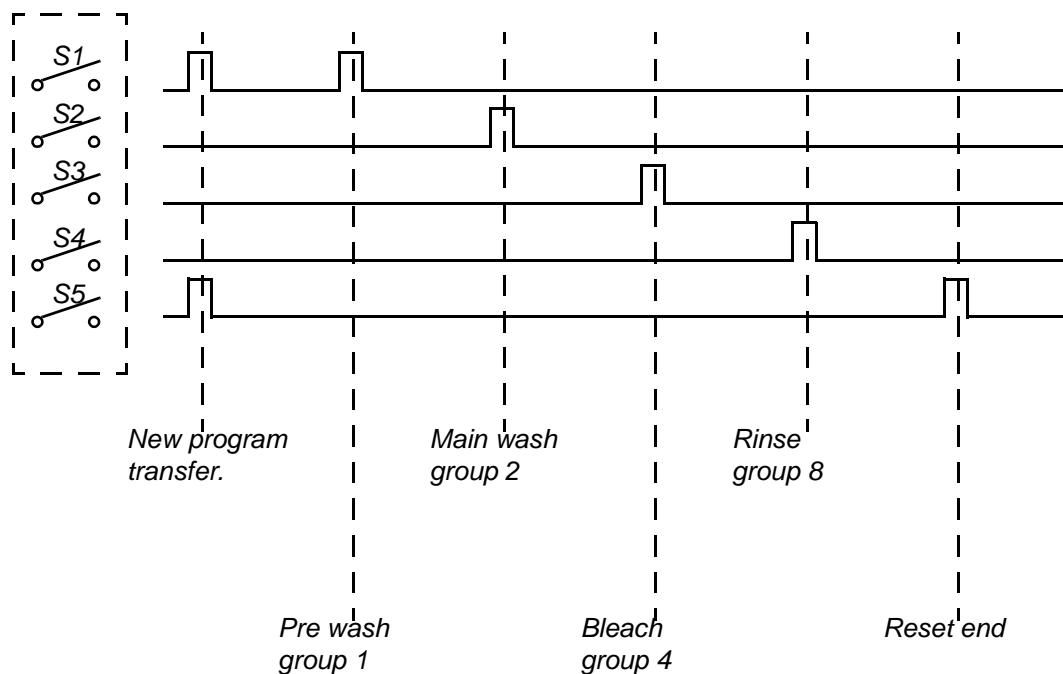 S1
S2
S3
S4
S5
New program
transfer.
Main wash
group 2
Rinse
group 8
Pre wash
group 1
Bleach
group 4
Reset end